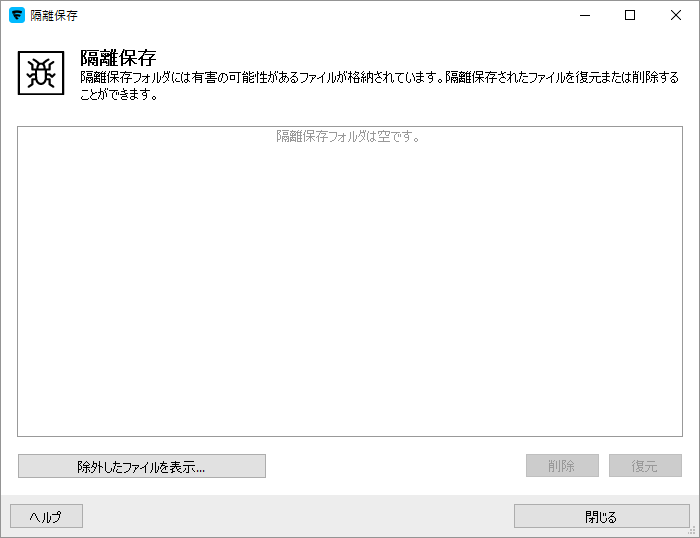 隔離保存
隔離保存
隔離保存フォルダには有害の可能性があるファイルが格納されています。隔離保存されたファイルを復元または削除する
ことができます。
隔離保存フォルダは空です。
除外したファイルを表示...
削除
復元
ヘルプ
閉じる